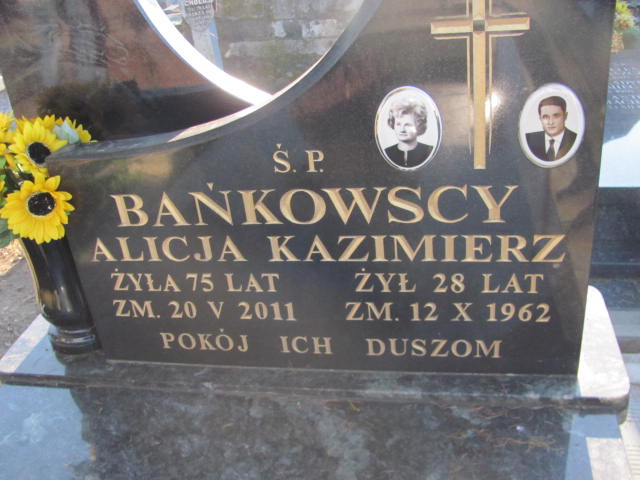 Ś. P.
BAŃKOWSCY
ALICJA KAZIMIERZ
ŻYŁA 75 LAT ŻYŁ 28 LAT
ZM. 20 V 2011 ZM. 12 X 1962
POKÓJ ICH DUSZOM